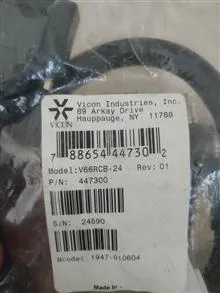 Vicon Industries, Inc.
89 Arkay Drive
Hauppauge, NY 11788
VICON
7 88654 44730 2
Model:V66RCB-24 Rev: 01
P/N: 447300
S/N: 24590
Mcode: 1947-010604
Made in